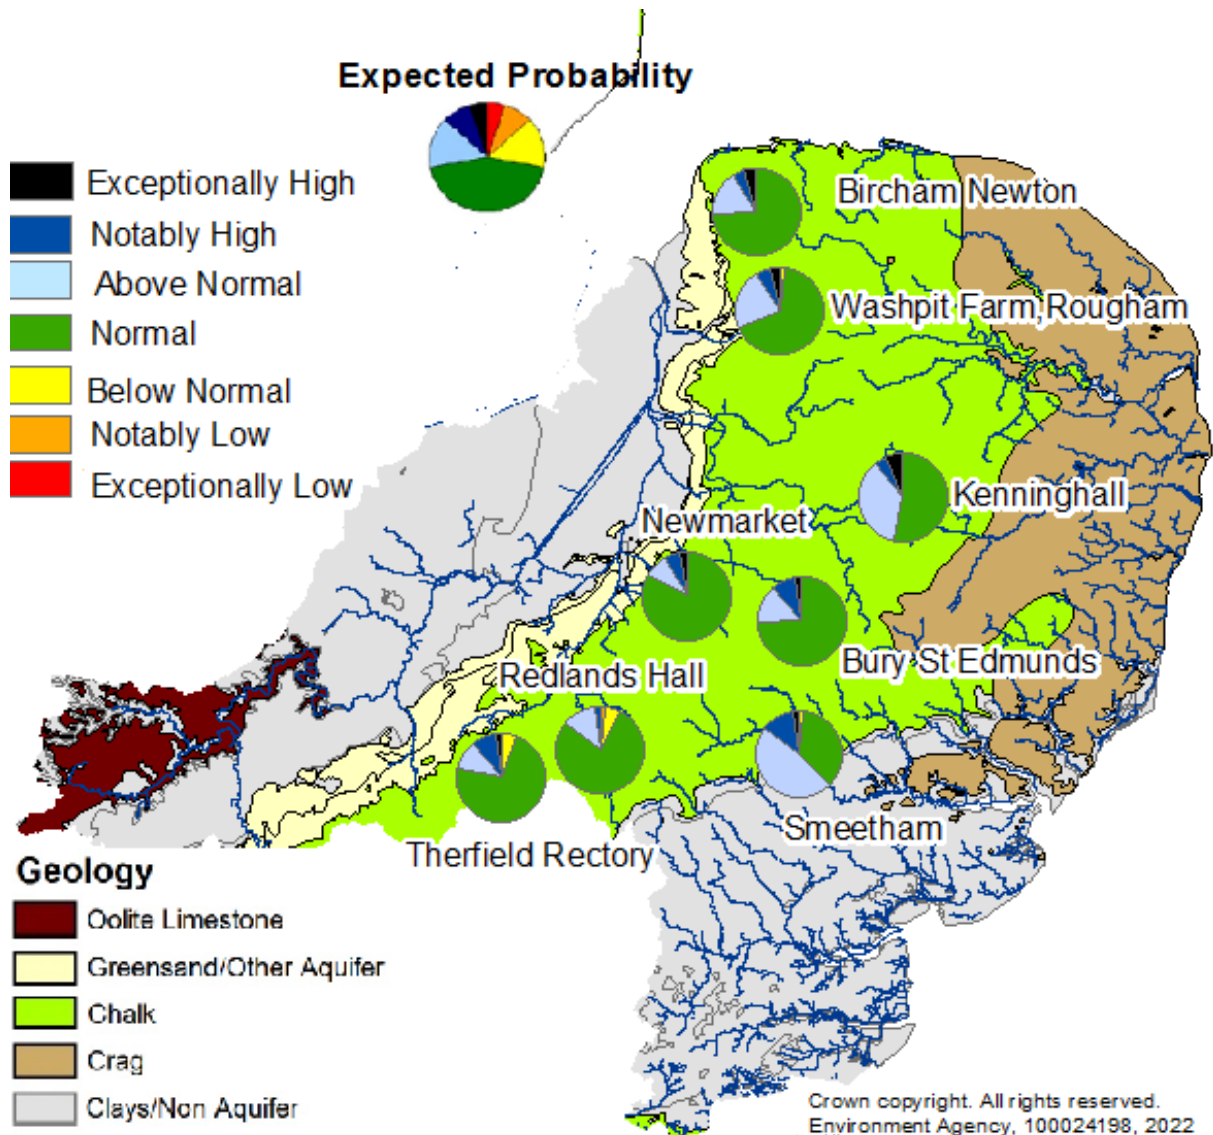 Expected Probability
Exceptionally High
Notably High
Above Normal
Normal
Below Normal
Notably Low
Exceptionally Low
Bircham Newton
Washpit Farm,Rougham
Kenninghall
Newmarket
Bury St Edmunds
Redlands Hall
Smeetham
Therfield Rectory
Geology
Oolite Limestone
Greensand/Other Aquifer
Chalk
Crag
Clays/Non Aquifer
Crown copyright. All rights reserved.
Environment Agency, 100024198, 2022